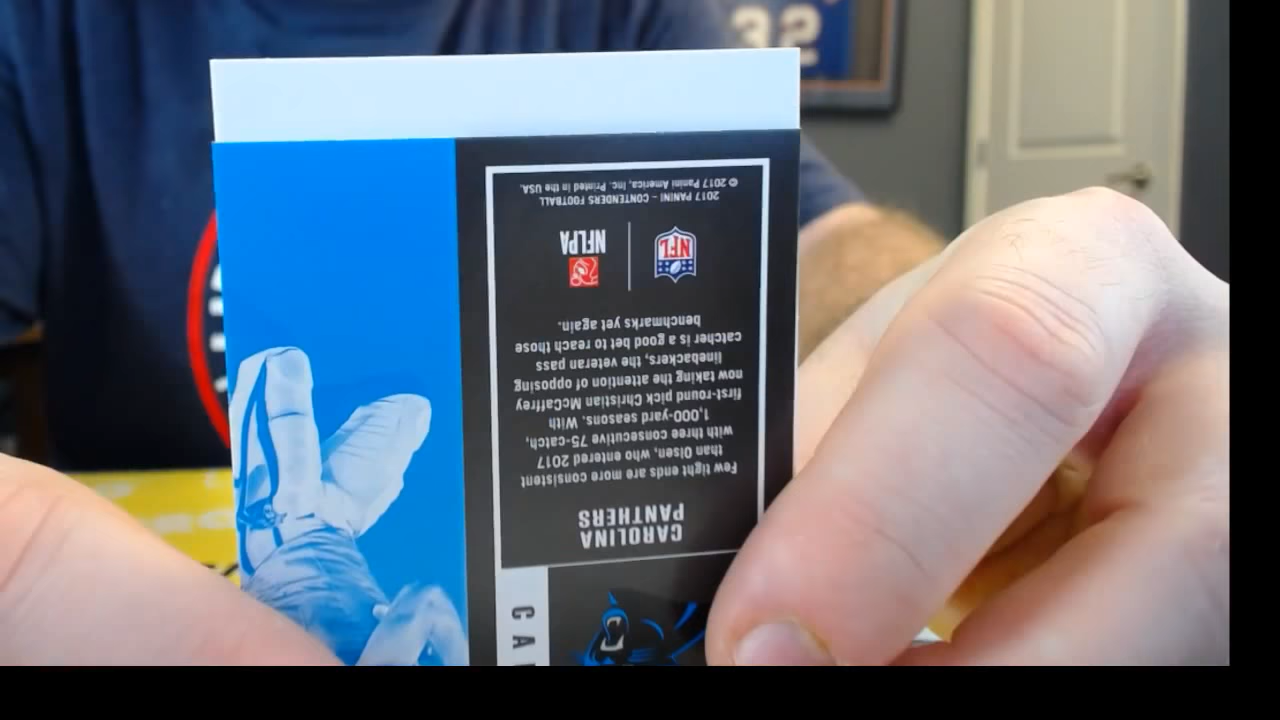 CAROLINA
PANTHERS
Few tight ends are more consistent
than Olsen, who entered 2017
with three consecutive 75-catch,
1,000-yard seasons. With
first-round pick Christian McCaffrey
now taking the attention of opposing
linebackers, the veteran pass
catcher is a good bet to reach those
benchmarks yet again.
NFL
NFLPA
2017 PANINI – CONTENDERS FOOTBALL
© 2017 Panini America, Inc. Printed in the USA.
32